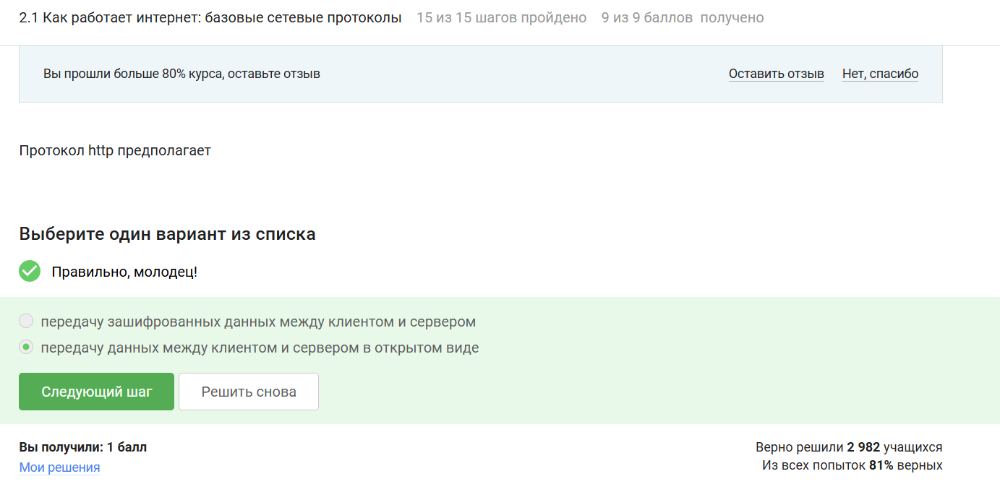 2.1 Как работает интернет: базовые сетевые протоколы 15 из 15 шагов пройдено 9 из 9 баллов получено
Вы прошли больше 80% курса, оставьте отзыв Оставить отзыв Нет, спасибо
Протокол http предполагает
Выберите один вариант из списка
Правильно, молодец!
передачу зашифрованных данных между клиентом и сервером
передачу данных между клиентом и сервером в открытом виде
Следующий шаг Решить снова
Вы получили: 1 балл Верно решили 2 982 учащихся
Мои решения Из всех попыток 81% верных